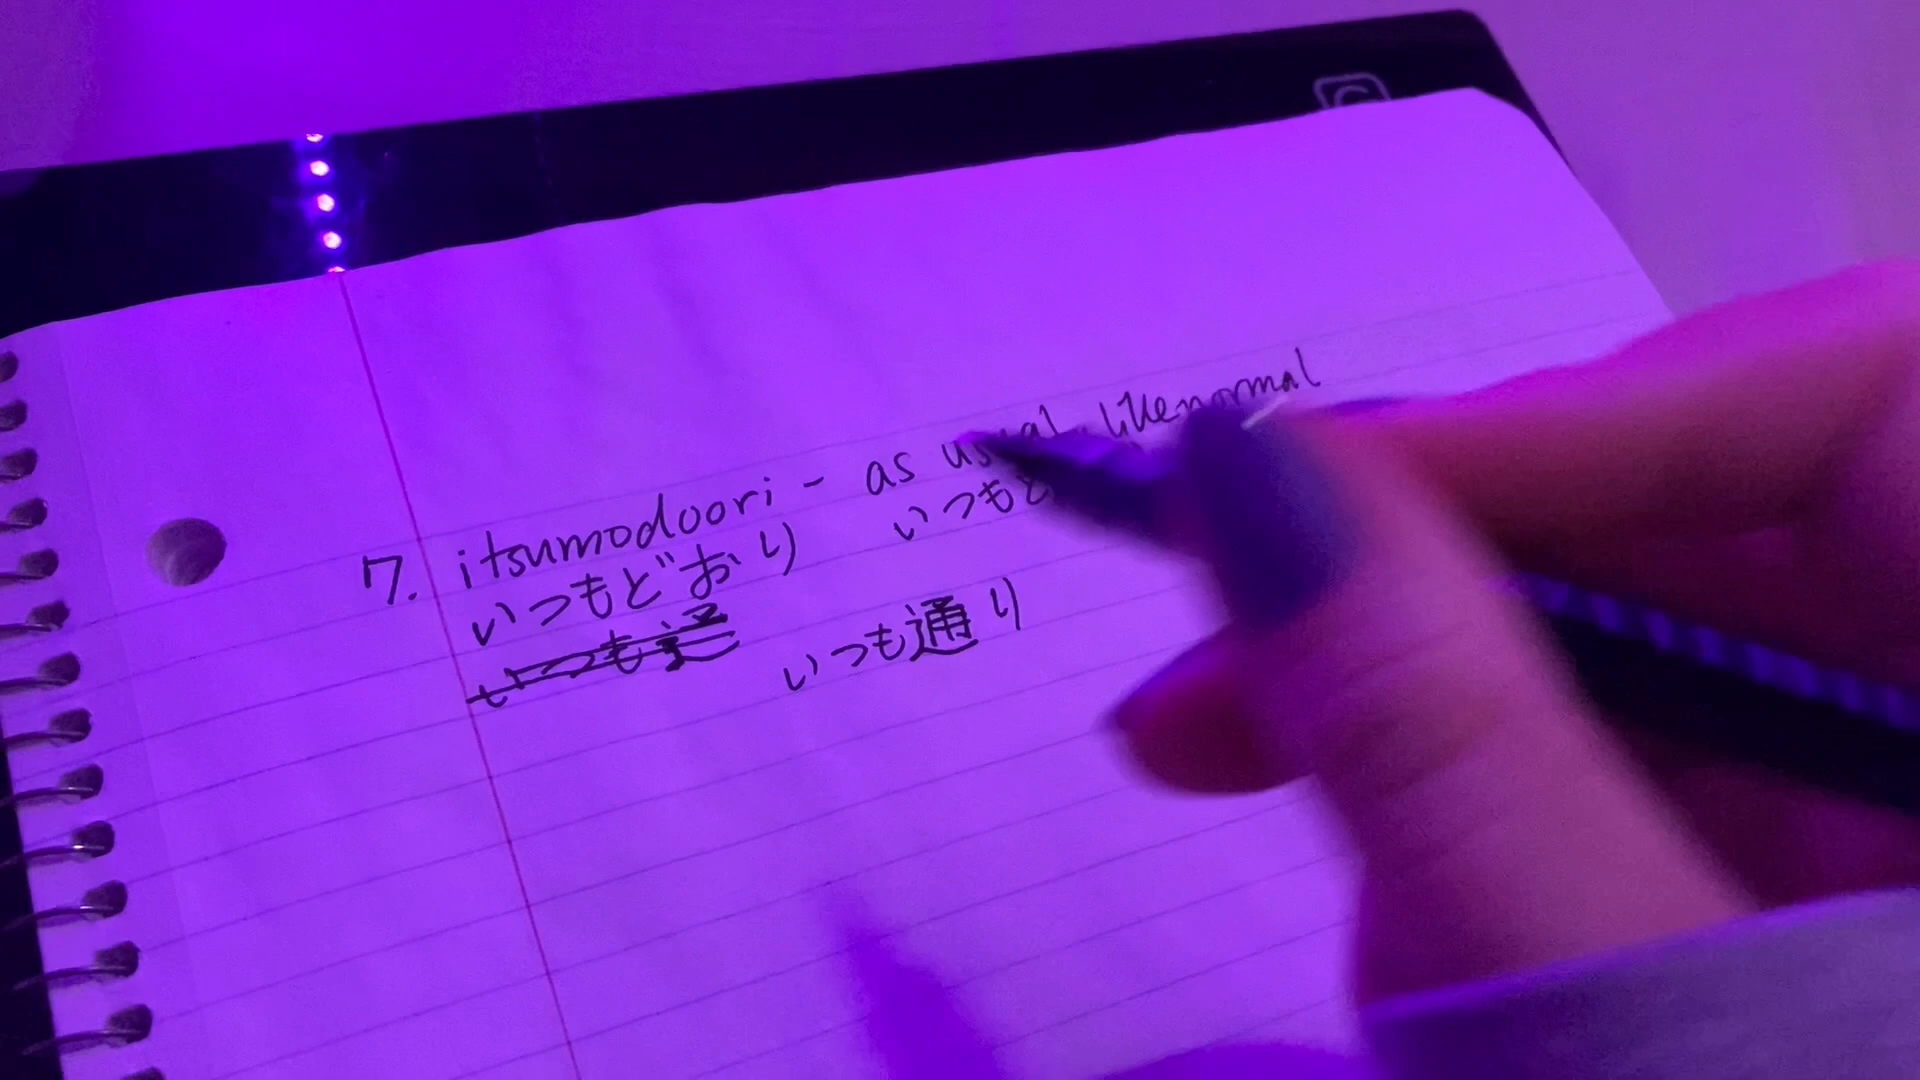 7. itsumodoori - as usual, like normal
いつもどおり いつもど
いつも通り